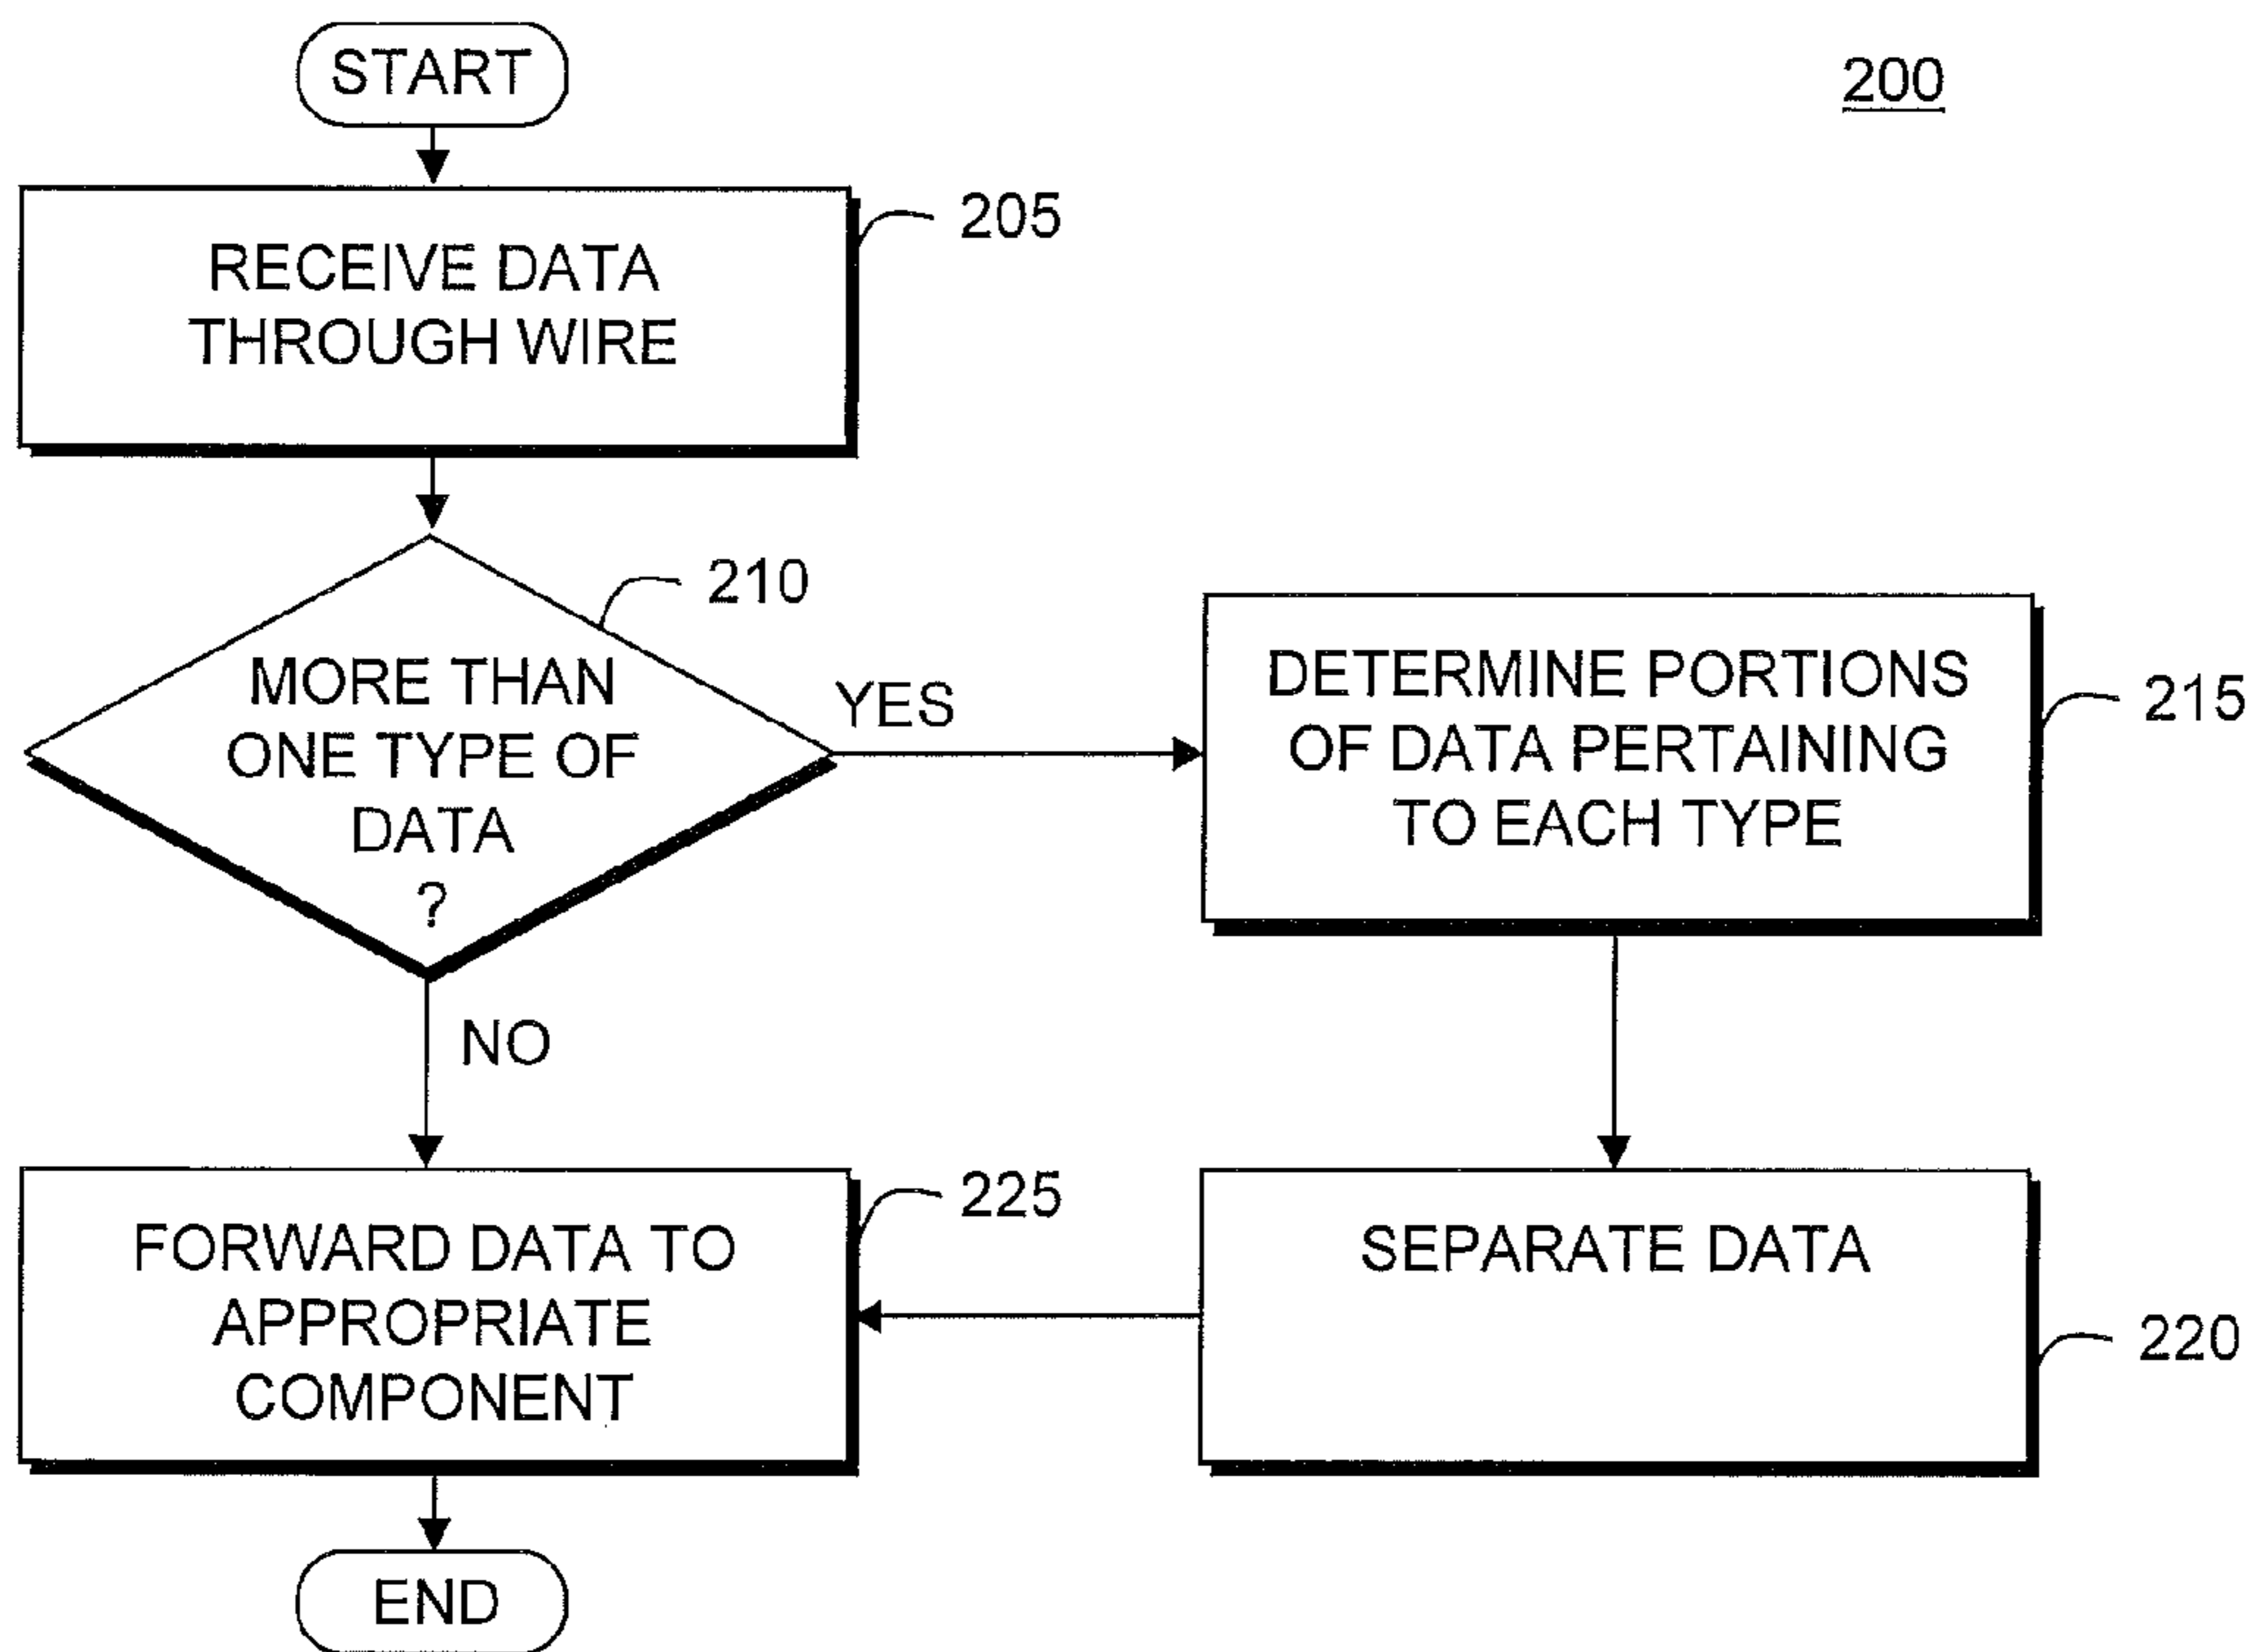 START
200
RECEIVE DATA
THROUGH WIRE
205
MORE THAN
ONE TYPE OF
DATA
?
210
YES
DETERMINE PORTIONS
OF DATA PERTAINING
TO EACH TYPE
215
NO
FORWARD DATA TO
APPROPRIATE
COMPONENT
225
SEPARATE DATA
220
END